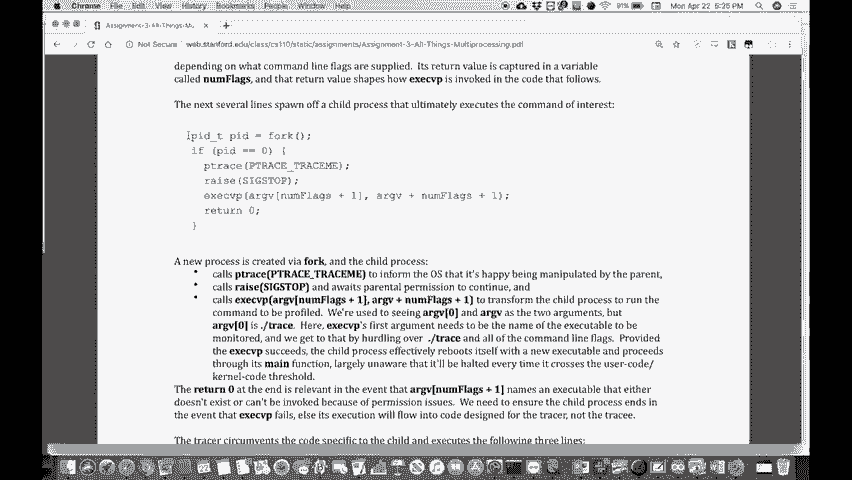 Chrome File Edit View History Bookmarks People Window Help
91% Mon Apr 22 5:25 PM
Assignment-3-All-Things-Mu
Not Secure web.stanford.edu/class/cs110/static/assignments/Assignment-3-All-Things-Multiprocessing.pdf
depending on what command line flags are supplied. Its return value is captured in a variable
called numFlags, and that return value shapes how execvp is invoked in the code that follows.
The next several lines spawn off a child process that ultimately executes the command of interest:
pid_t pid = fork();
if (pid == 0) {
ptrace(PTRACE_TRACEME);
raise(SIGSTOP);
execvp(argv[numFlags + 1], argv + numFlags + 1);
return 0;
}
A new process is created via fork, and the child process:
• calls ptrace(PTRACE_TRACEME) to inform the OS that it's happy being manipulated by the parent,
• calls raise(SIGSTOP) and awaits parental permission to continue, and
• calls execvp(argv[numFlags + 1], argv + numFlags + 1) to transform the child process to run the
command to be profiled. We're used to seeing argv[0] and argv as the two arguments, but
argv[0] is ./trace. Here, execvp's first argument needs to be the name of the executable to be
monitored, and we get to that by hurdling over ./trace and all of the command line flags. Provided
the execvp succeeds, the child process effectively reboots itself with a new executable and proceeds
through its main function, largely unaware that it'll be halted every time it crosses the user-code/
kernel-code threshold.
The return 0 at the end is relevant in the event that argv[numFlags + 1] names an executable that either
doesn't exist or can't be invoked because of permission issues. We need to ensure the child process ends in
the event that execvp fails, else its execution will flow into code designed for the tracer, not the tracee.
The tracer circumvents the code specific to the child and executes the following three lines: